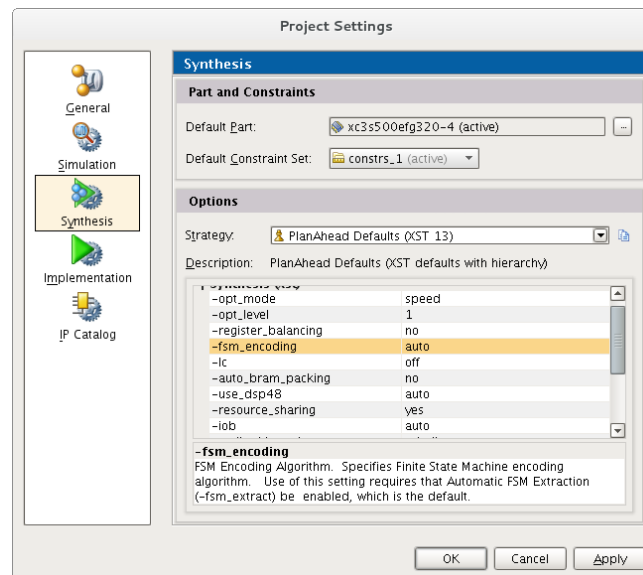 Project Settings
General
Simulation
Synthesis
Implementation
IP Catalog
Synthesis
Part and Constraints
Default Part: xc3s500efg320-4 (active) ...
Default Constraint Set: constrs_1 (active)
Options
Strategy: PlanAhead Defaults (XST 13)
Description: PlanAhead Defaults (XST defaults with hierarchy)
-opt_mode speed
-opt_level 1
-register_balancing no
-fsm_encoding auto
-lc off
-auto_bram_packing no
-use_dsp48 auto
-resource_sharing yes
-iob auto
-fsm_encoding
FSM Encoding Algorithm. Specifies Finite State Machine encoding
algorithm. Use of this setting requires that Automatic FSM Extraction
(-fsm_extract) be enabled, which is the default.
OK Cancel Apply